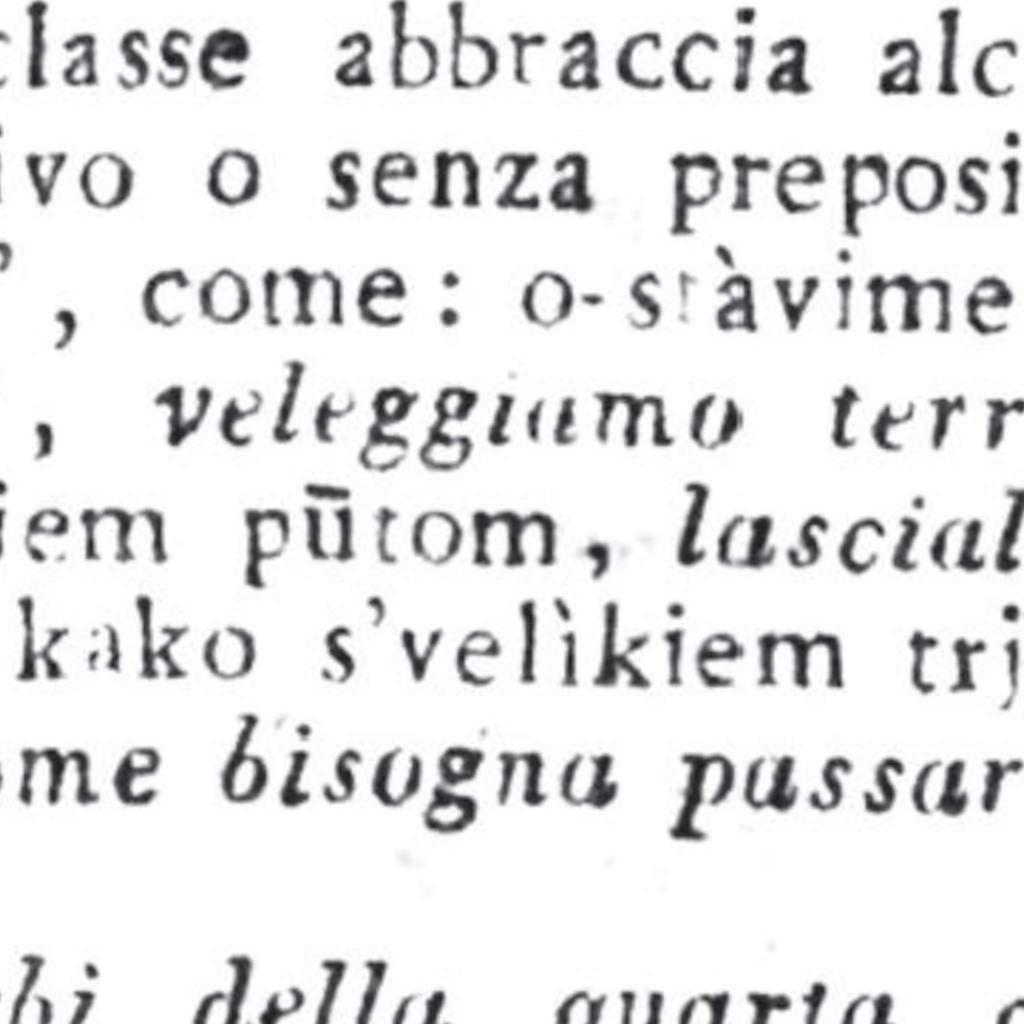 classe abbraccia alc
ivo o senza preposi
’ , come: o-stàvime
, veleggiamo terr
iem pūtom, lascial
kako s’velìkiem trj
ome bisogna passar
bi della quarta c